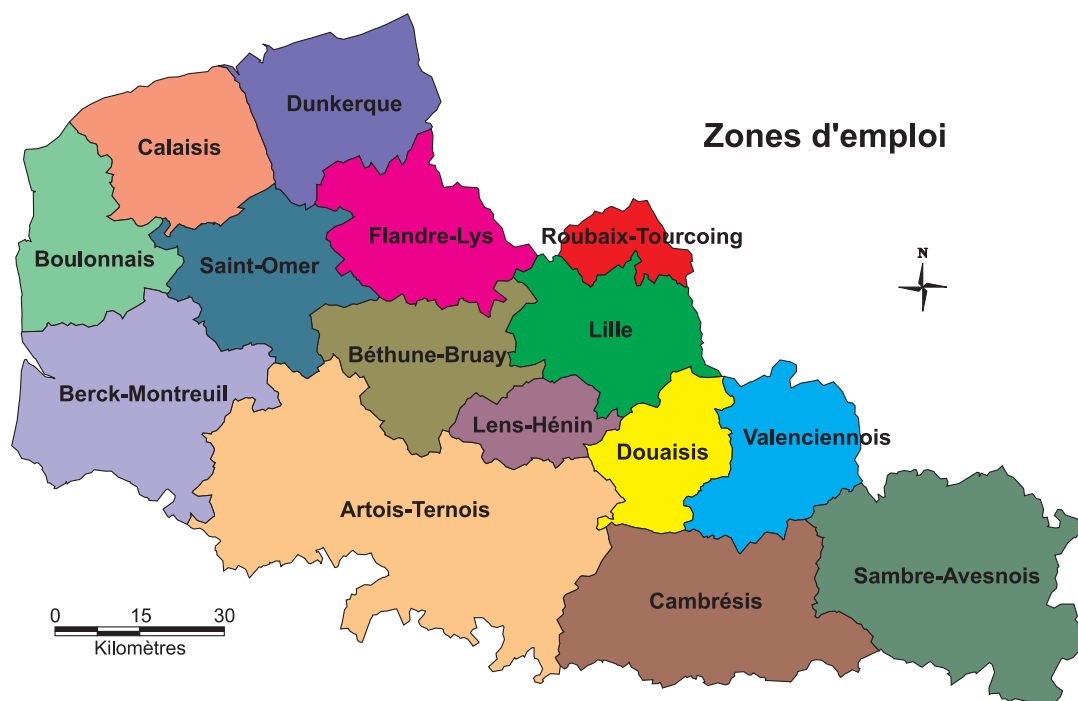 Dunkerque
Zones d'emploi
Calaisis
Flandre-Lys
Roubaix-Tourcoing
Boulonnais
Saint-Omer
N
Lille
Béthune-Bruay
Berck-Montreuil
Lens-Hénin
Valenciennois
Douaisis
Artois-Ternois
Sambre-Avesnois
Cambrésis
0 15 30
Kilomètres